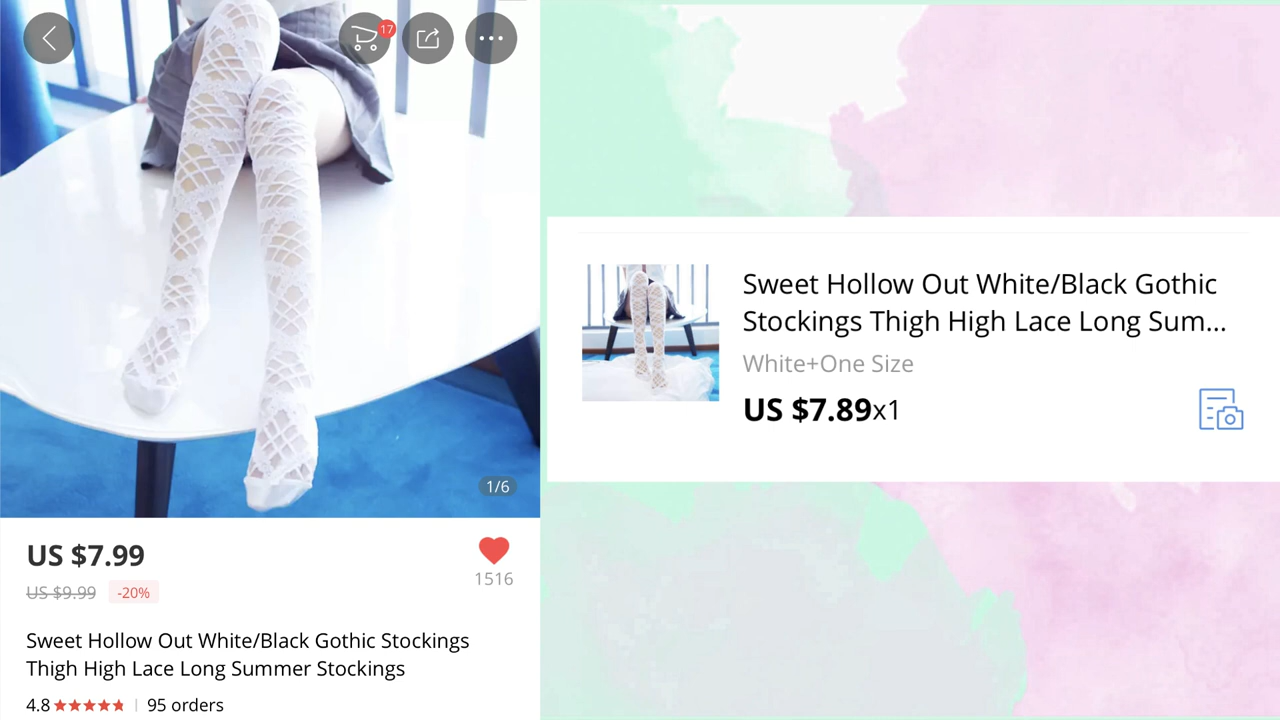 17
1/6
US $7.99
1516
US $9.99 -20%
Sweet Hollow Out White/Black Gothic Stockings
Thigh High Lace Long Summer Stockings
4.8 95 orders
Sweet Hollow Out White/Black Gothic
Stockings Thigh High Lace Long Sum...
White+One Size
US $7.89x1